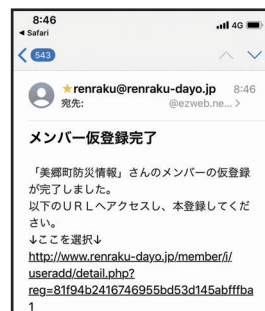 8:46
4G
◀ Safari
543
★renraku@renraku-dayo.jp 8:46
宛先: @ezweb.ne... >
メンバー仮登録完了
「美郷町防災情報」さんのメンバーの仮登録
が完了しました。
以下のＵＲＬへアクセスし、本登録してくだ
さい。
↓ここを選択↓
http://www.renraku-dayo.jp/member/i/
useradd/detail.php?
reg=81f94b2416746955bd53d145abfffba
1